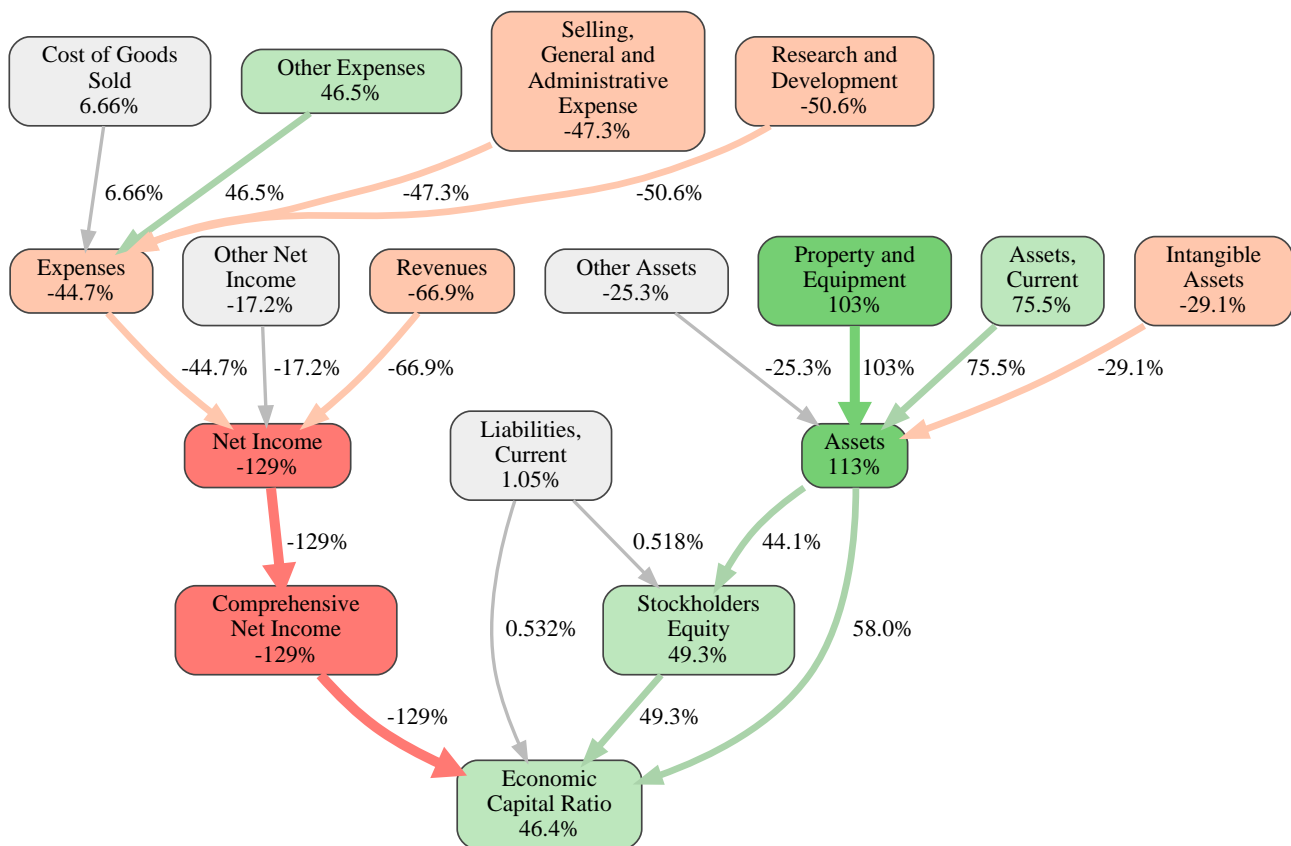 Cost of Goods
Sold
6.66%
Other Expenses
46.5%
Selling,
General and
Administrative
Expense
-47.3%
Research and
Development
-50.6%
6.66%
46.5%
-47.3%
-50.6%
Expenses
-44.7%
Other Net
Income
-17.2%
Revenues
-66.9%
Other Assets
-25.3%
Property and
Equipment
103%
Assets,
Current
75.5%
Intangible
Assets
-29.1%
-44.7%
-17.2%
-66.9%
-25.3%
103%
75.5%
-29.1%
Net Income
-129%
Liabilities,
Current
1.05%
Assets
113%
-129%
0.518%
44.1%
Comprehensive
Net Income
-129%
0.532%
Stockholders
Equity
49.3%
58.0%
-129%
49.3%
Economic
Capital Ratio
46.4%